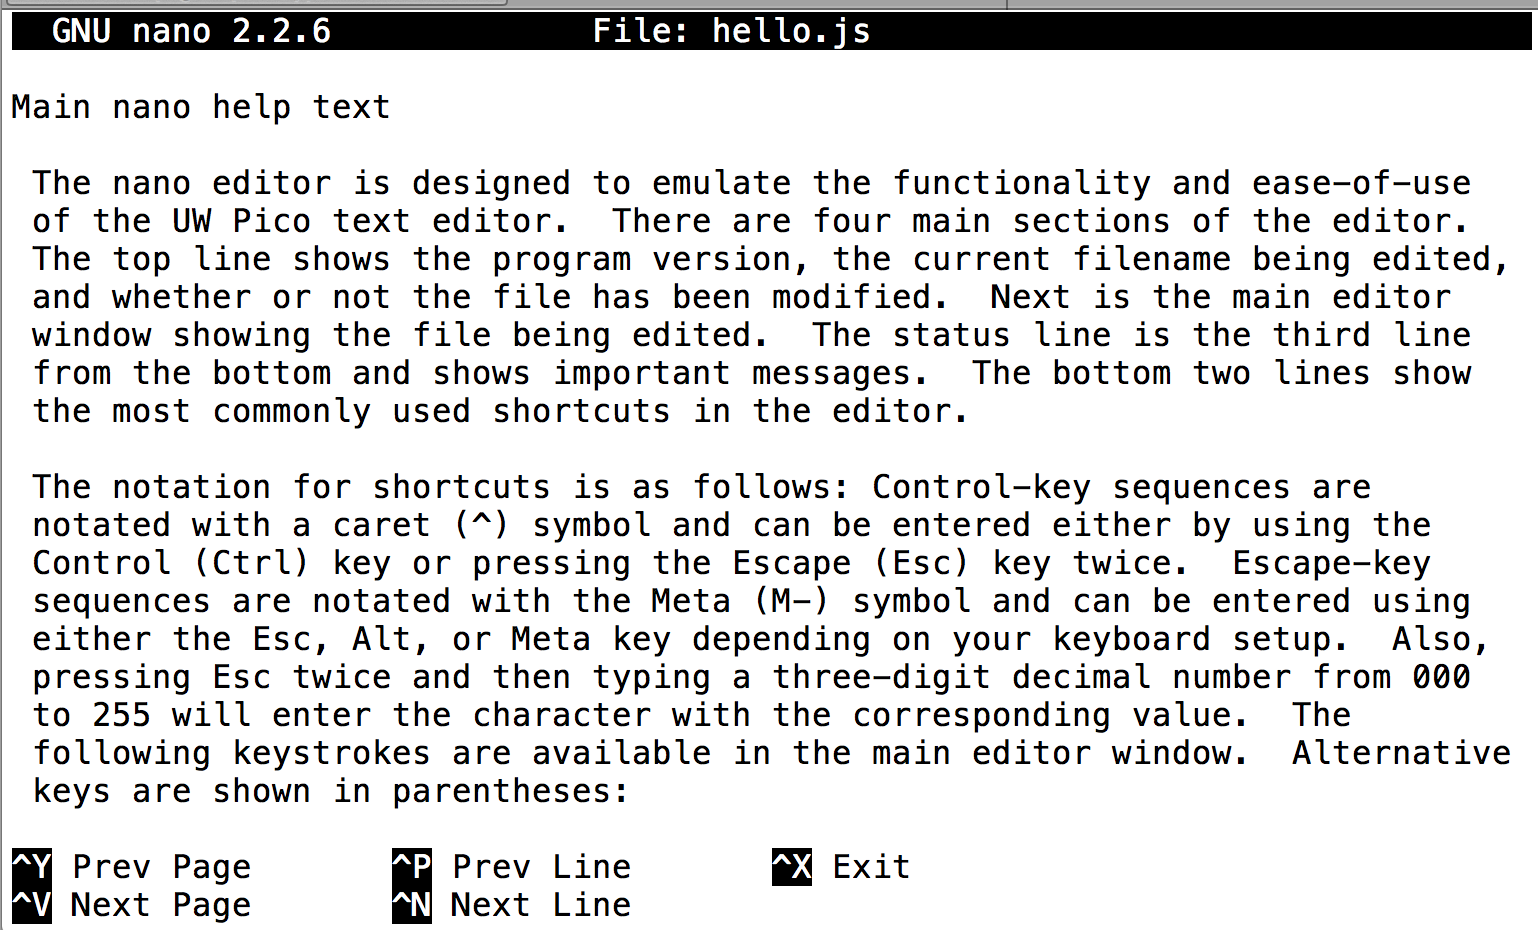 GNU nano 2.2.6 File: hello.js
Main nano help text
The nano editor is designed to emulate the functionality and ease-of-use
of the UW Pico text editor.  There are four main sections of the editor.
The top line shows the program version, the current filename being edited,
and whether or not the file has been modified.  Next is the main editor
window showing the file being edited.  The status line is the third line
from the bottom and shows important messages.  The bottom two lines show
the most commonly used shortcuts in the editor.
The notation for shortcuts is as follows: Control-key sequences are
notated with a caret (^) symbol and can be entered either by using the
Control (Ctrl) key or pressing the Escape (Esc) key twice.  Escape-key
sequences are notated with the Meta (M-) symbol and can be entered using
either the Esc, Alt, or Meta key depending on your keyboard setup.  Also,
pressing Esc twice and then typing a three-digit decimal number from 000
to 255 will enter the character with the corresponding value.  The
following keystrokes are available in the main editor window.  Alternative
keys are shown in parentheses:
^Y Prev Page ^P Prev Line ^X Exit
^V Next Page ^N Next Line